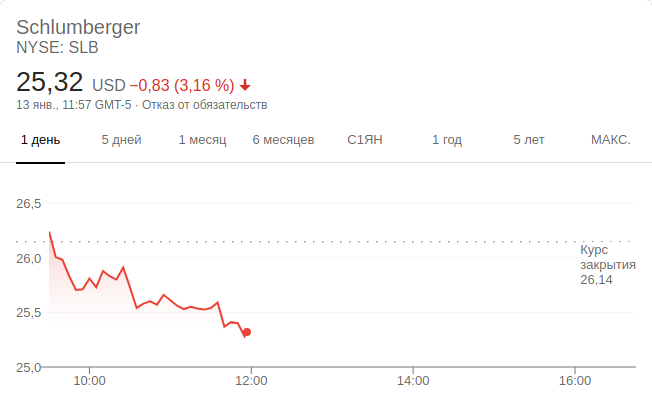 Schlumberger
NYSE: SLB
25,32 USD −0,83 (3,16 %)
13 янв., 11:57 GMT-5 · Отказ от обязательств
1 день 5 дней 1 месяц 6 месяцев С1ЯН 1 год 5 лет МАКС.
26,5
Курс
закрытия
26,14
26,0
25,5
25,0
10:00 12:00 14:00 16:00